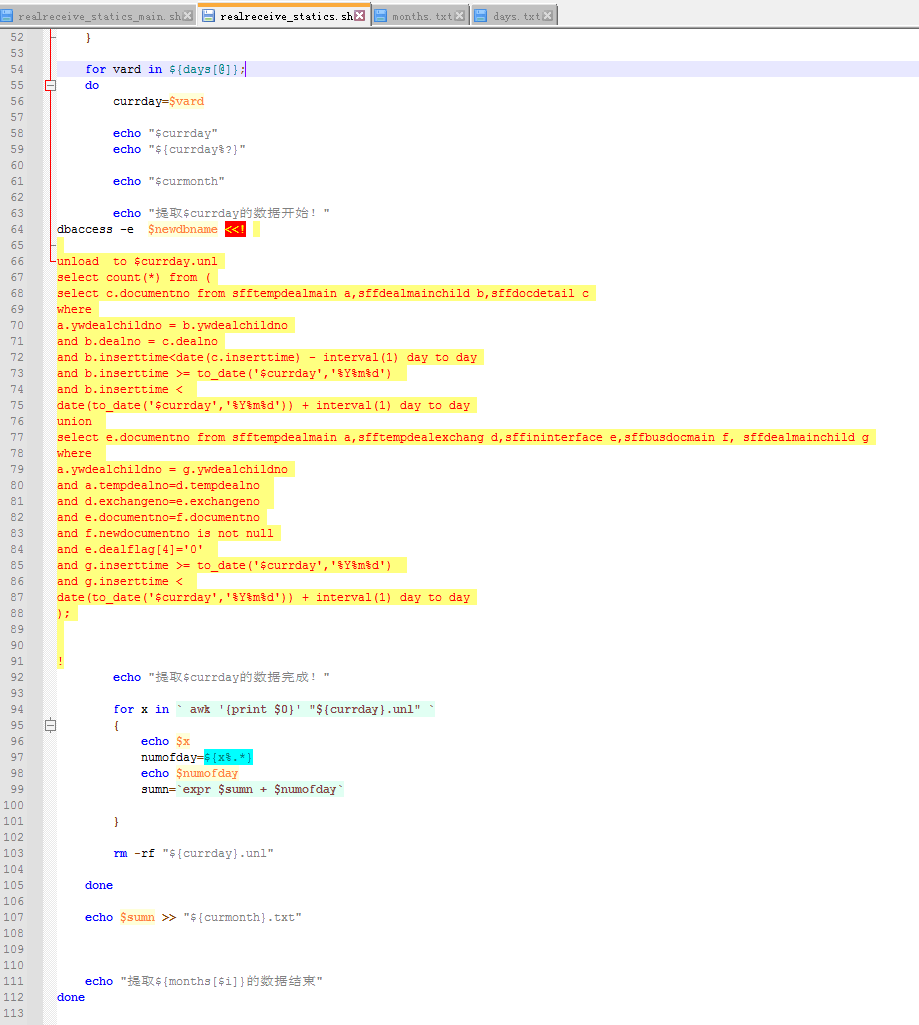 realreceive_statics_main.sh
realreceive_statics.sh
months.txt
days.txt
52 }
53
54 for vard in ${days[@]};
55 do
56 currday=$vard
57
58 echo "$currday"
59 echo "${currday%?}"
60
61 echo "$curmonth"
62
63 echo "提取$currday的数据开始! "
64 dbaccess -e  $newdbname <<!
65
66 unload  to $currday.unl
67 select count(*) from (
68 select c.documentno from sfftempdealmain a,sffdealmainchild b,sffdocdetail c
69 where
70 a.ywdealchildno = b.ywdealchildno
71 and b.dealno = c.dealno
72 and b.inserttime<date(c.inserttime) - interval(1) day to day
73 and b.inserttime >= to_date('$currday','%Y%m%d')
74 and b.inserttime <
75 date(to_date('$currday','%Y%m%d')) + interval(1) day to day
76 union
77 select e.documentno from sfftempdealmain a,sfftempdealexchang d,sffininterface e,sffbusdocmain f, sffdealmainchild g
78 where
79 a.ywdealchildno = g.ywdealchildno
80 and a.tempdealno=d.tempdealno
81 and d.exchangeno=e.exchangeno
82 and e.documentno=f.documentno
83 and f.newdocumentno is not null
84 and e.dealflag[4]='0'
85 and g.inserttime >= to_date('$currday','%Y%m%d')
86 and g.inserttime <
87 date(to_date('$currday','%Y%m%d')) + interval(1) day to day
88 );
89
90
91 !
92 echo "提取$currday的数据完成! "
93
94 for x in ` awk '{print $0}' "${currday}.unl" `
95 {
96 echo $x
97 numofday=${x%.*}
98 echo $numofday
99 sumn=`expr $sumn + $numofday`
100
101 }
102
103 rm -rf "${currday}.unl"
104
105 done
106
107 echo $sumn >> "${curmonth}.txt"
108
109
110
111 echo "提取${months[$i]}的数据结束"
112 done
113